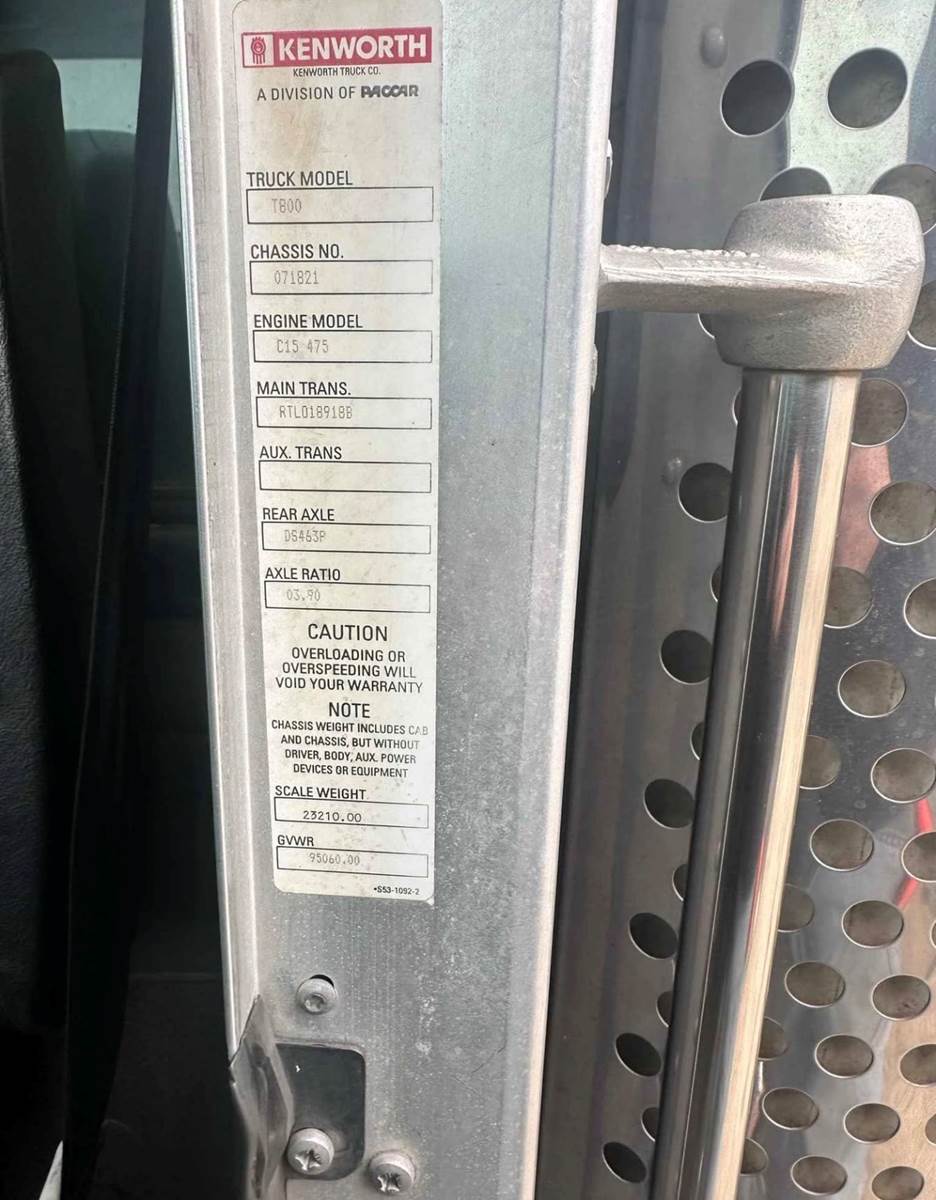 KENWORTH
KENWORTH TRUCK CO.
A DIVISION OF PACCAR
TRUCK MODEL
T800
CHASSIS NO.
071821
ENGINE MODEL
C15 475
MAIN TRANS.
RTLO18918B
AUX. TRANS
REAR AXLE
DS463P
AXLE RATIO
03.90
CAUTION
OVERLOADING OR
OVERSPEEDING WILL
VOID YOUR WARRANTY
NOTE
CHASSIS WEIGHT INCLUDES CAB
AND CHASSIS, BUT WITHOUT
DRIVER, BODY, AUX. POWER
DEVICES OR EQUIPMENT
SCALE WEIGHT
23210.00
GVWR
95060.00
•S53-1092-2